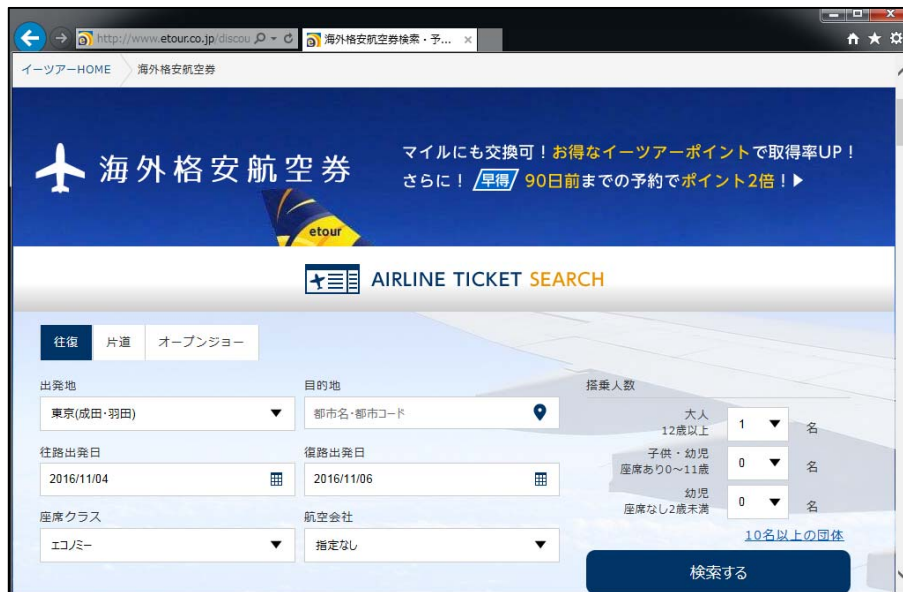 http://www.etour.co.jp/discou
海外格安航空券検索・予...
イーツアーHOME
海外格安航空券
海外格安航空券
マイルにも交換可！お得なイーツアーポイントで取得率UP！
さらに！ 早得 90日前までの予約でポイント2倍！▶
etour
AIRLINE TICKET SEARCH
往復 片道 オープンジョー
出発地
東京(成田・羽田)
目的地
都市名・都市コード
往路出発日
2016/11/04
復路出発日
2016/11/06
座席クラス
エコノミー
航空会社
指定なし
搭乗人数
大人
12歳以上
1 名
子供・幼児
座席あり0～11歳
0 名
幼児
座席なし2歳未満
0 名
10名以上の団体
検索する